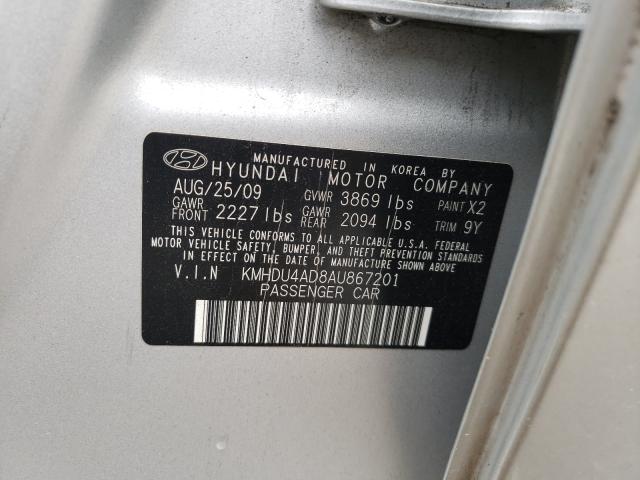 MANUFACTURED IN KOREA BY
HYUNDAI MOTOR COMPANY
AUG/25/09 GVWR 3869 lbs PAINT X2
GAWR FRONT 2227 lbs GAWR REAR 2094 lbs TRIM 9Y
THIS VEHICLE CONFORMS TO ALL APPLICABLE U.S.A. FEDERAL
MOTOR VEHICLE SAFETY, BUMPER, AND THEFT PREVENTION STANDARDS
IN EFFECT ON THE DATE OF MANUFACTURE SHOWN ABOVE.
V.I.N KMHDU4AD8AU867201
PASSENGER CAR